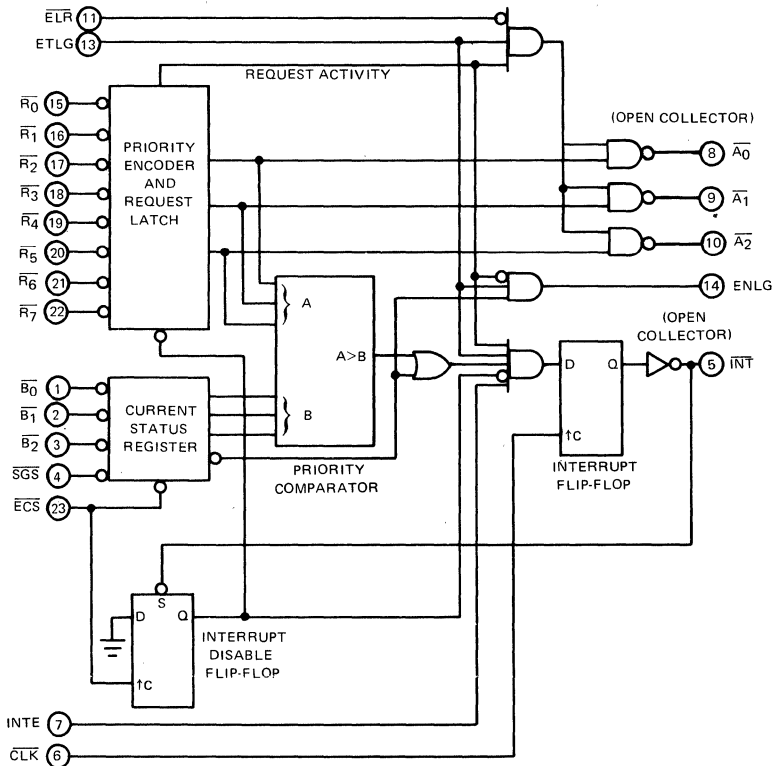 ELR 11
ETLG 13
REQUEST ACTIVITY
R0 15
R1 16
R2 17
R3 18
R4 19
R5 20
R6 21
R7 22
PRIORITY
ENCODER
AND
REQUEST
LATCH
(OPEN COLLECTOR)
8 A0
9 A1
10 A2
14 ENLG
A
A>B
B
PRIORITY
COMPARATOR
(OPEN
COLLECTOR)
D Q
↑C
5 INT
INTERRUPT
FLIP-FLOP
B0 1
B1 2
B2 3
SGS 4
ECS 23
CURRENT
STATUS
REGISTER
S
D Q
↑C
INTERRUPT
DISABLE
FLIP-FLOP
INTE 7
CLK 6